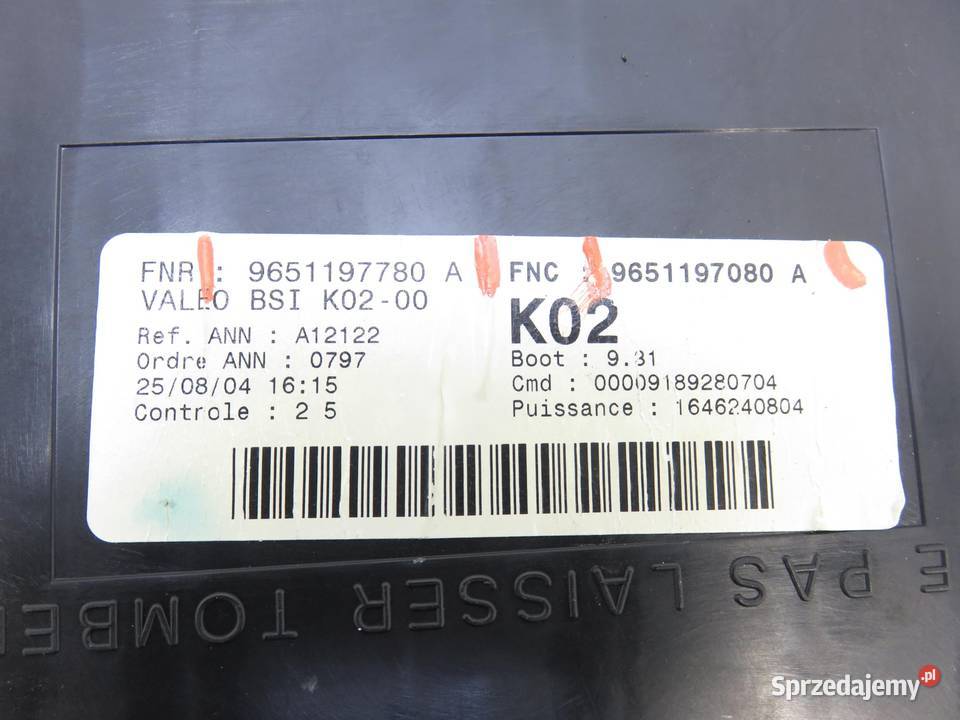 FNR : 9651197780 A
VALEO BSI K02-00
Ref. ANN : A12122
Ordre ANN : 0797
25/08/04 16:15
Controle : 2 5
FNC : 9651197080 A
K02
Boot : 9.31
Cmd : 00009189280704
Puissance : 1646240804
E PAS LAISSER TOMBE
Sprzedajemy.pl